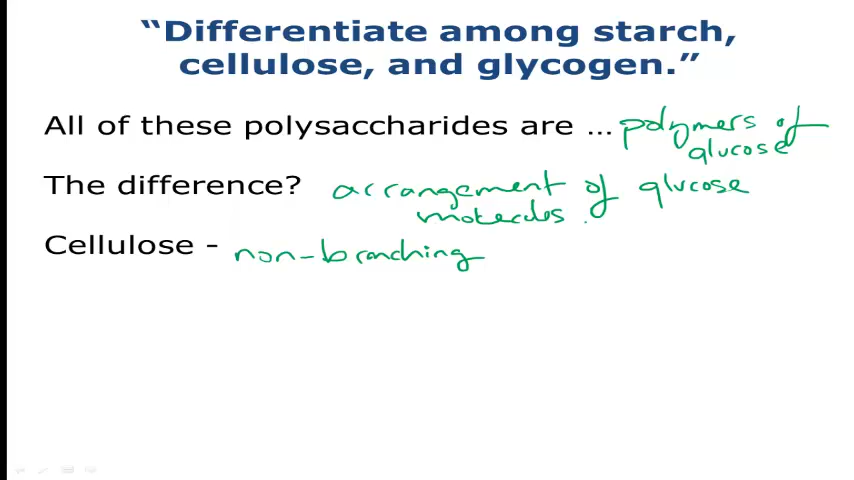 “Differentiate among starch,
cellulose, and glycogen.”
All of these polysaccharides are ... polymers of
glucose
The difference? arrangement of glucose
molecules.
Cellulose - non-branching